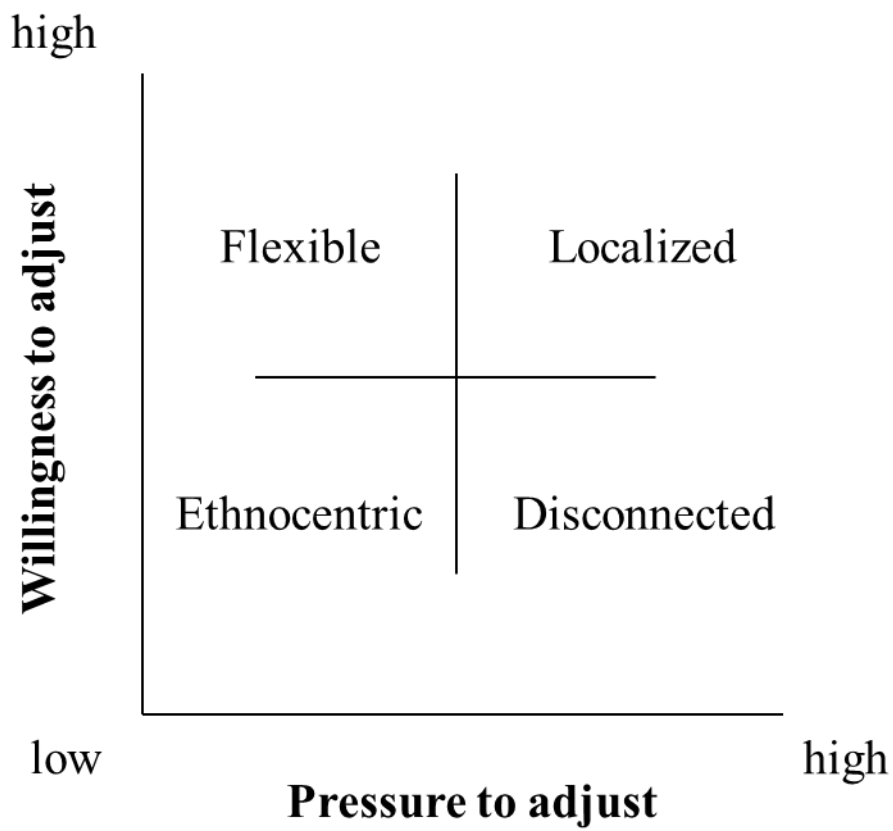 high
Willingness to adjust
Flexible
Localized
Ethnocentric
Disconnected
low
high
Pressure to adjust